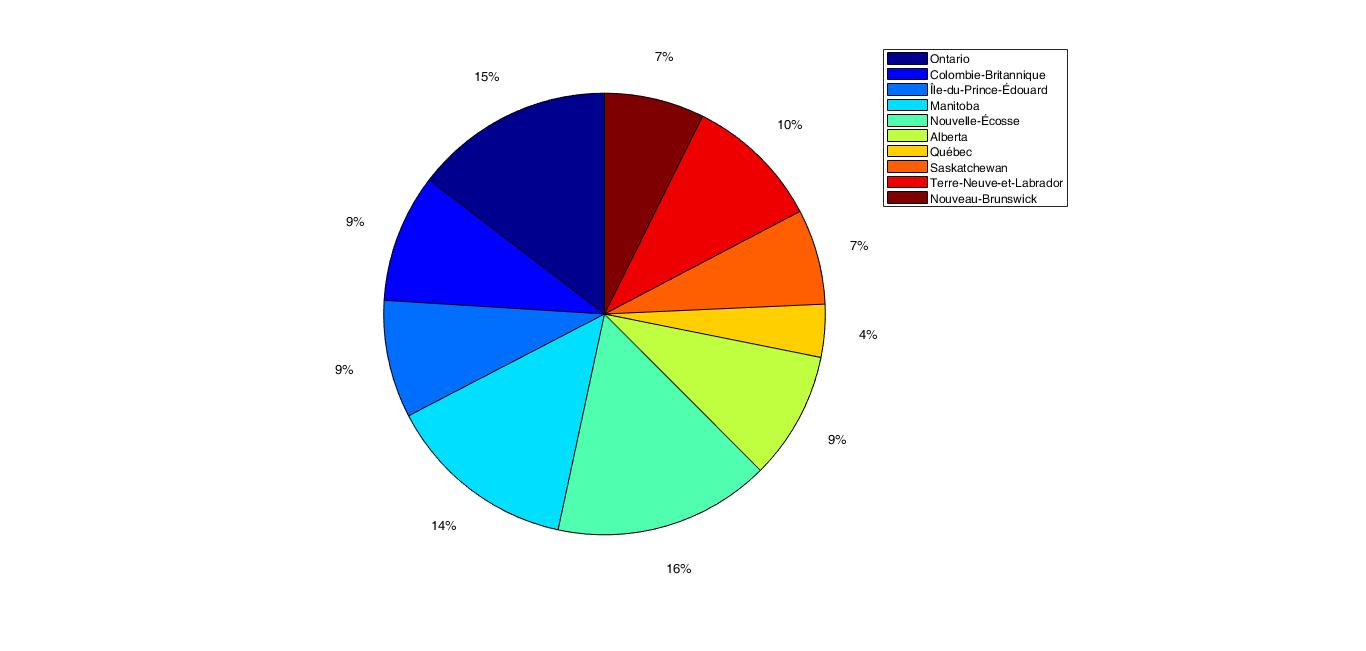 7%
15%
10%
9%
7%
4%
9%
9%
14%
16%
Ontario
Colombie-Britannique
Île-du-Prince-Édouard
Manitoba
Nouvelle-Écosse
Alberta
Québec
Saskatchewan
Terre-Neuve-et-Labrador
Nouveau-Brunswick